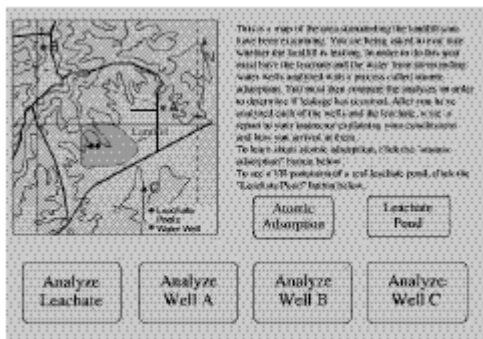 This is a map of the area surrounding the landfill you
have been examining. You are being asked to
whether the landfill is leaking. In order to do this you
must have the leachate and the water from surrounding
water wells analyzed with a process called atomic
adsorption. You must then compare the analyses in order
to determine if leakage has occurred. After you have
analyzed each of the wells and the leachate, write a
report to your instructor explaining your conclusions
and how you arrived at them.
To learn about atomic adsorption, click the "atomic
adsorption" button below.
To see a VR panorama of a real leachate pond, click the
"Leachate Pond" button below.
B
N
A
Landfill
C
Leachate
Pools
Water Well
Atomic
Adsorption
Leachate
Pond
Analyze
Leachate
Analyze
Well A
Analyze
Well B
Analyze
Well C